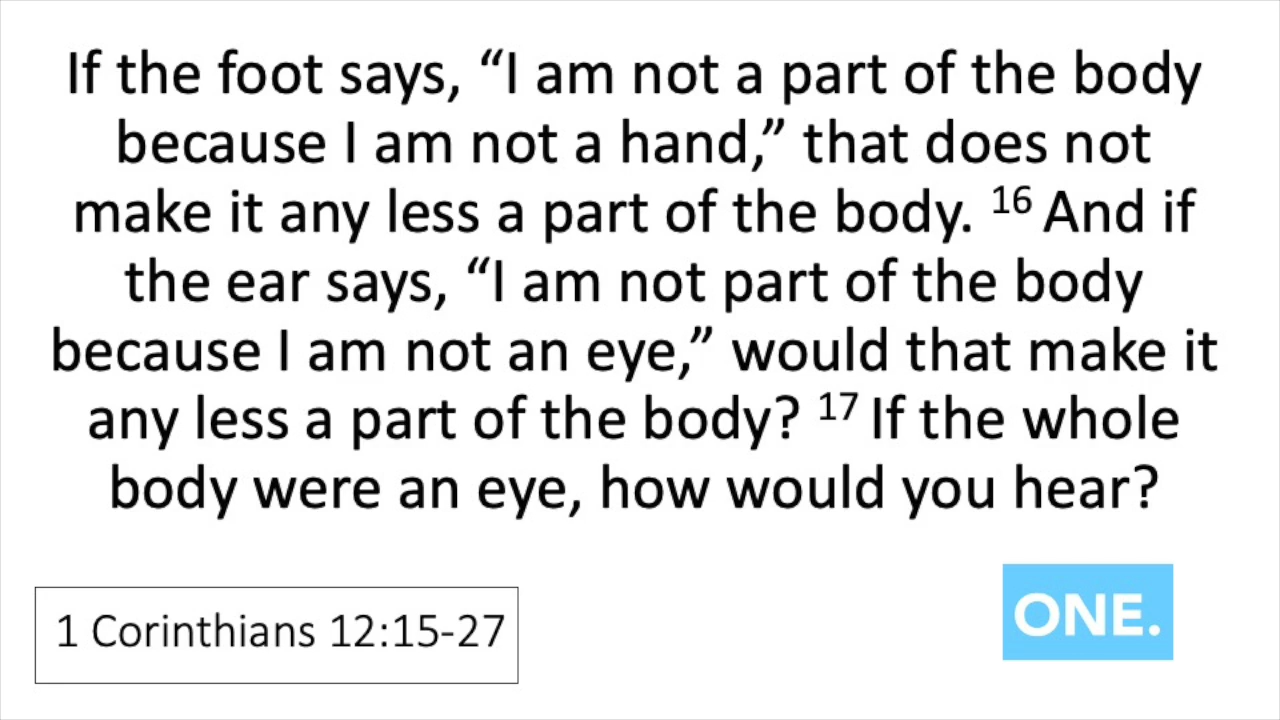 If the foot says, “I am not a part of the body
because I am not a hand,” that does not
make it any less a part of the body. 16 And if
the ear says, “I am not part of the body
because I am not an eye,” would that make it
any less a part of the body? 17 If the whole
body were an eye, how would you hear?
1 Corinthians 12:15-27
ONE.